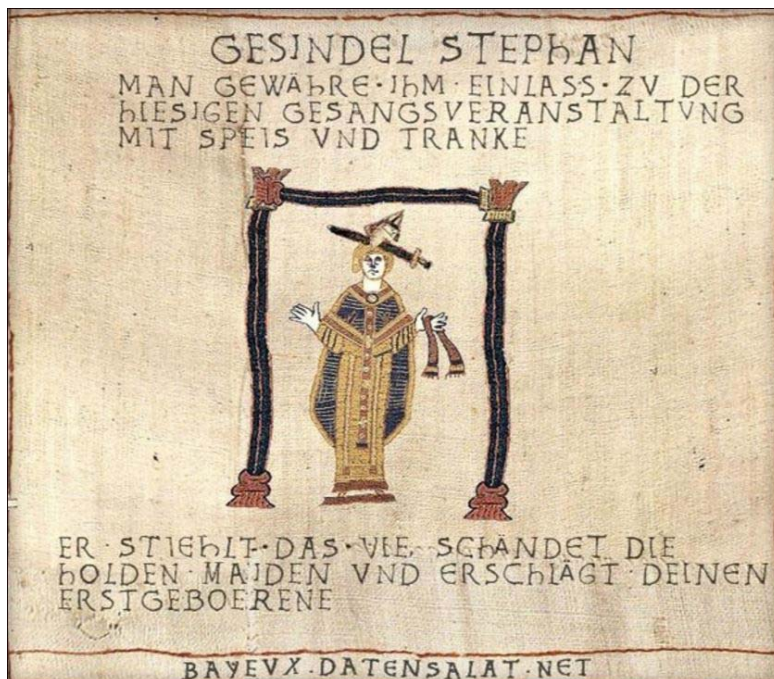 GESINDEL STEPHAN
MAN GEWÄHRE·IHM·EINLASS·ZV DER
HIESIGEN GESANGSVERANSTALTVNG
MIT SPEIS VND TRANKE
ER·STIEHLT·DAS·VIE SCHÄNDET DIE
HOLDEN·MAIDEN VND ERSCHLÄGT·DEINEN
ERSTGEBOERENE
BAYEVX.DATENSALAT.NET